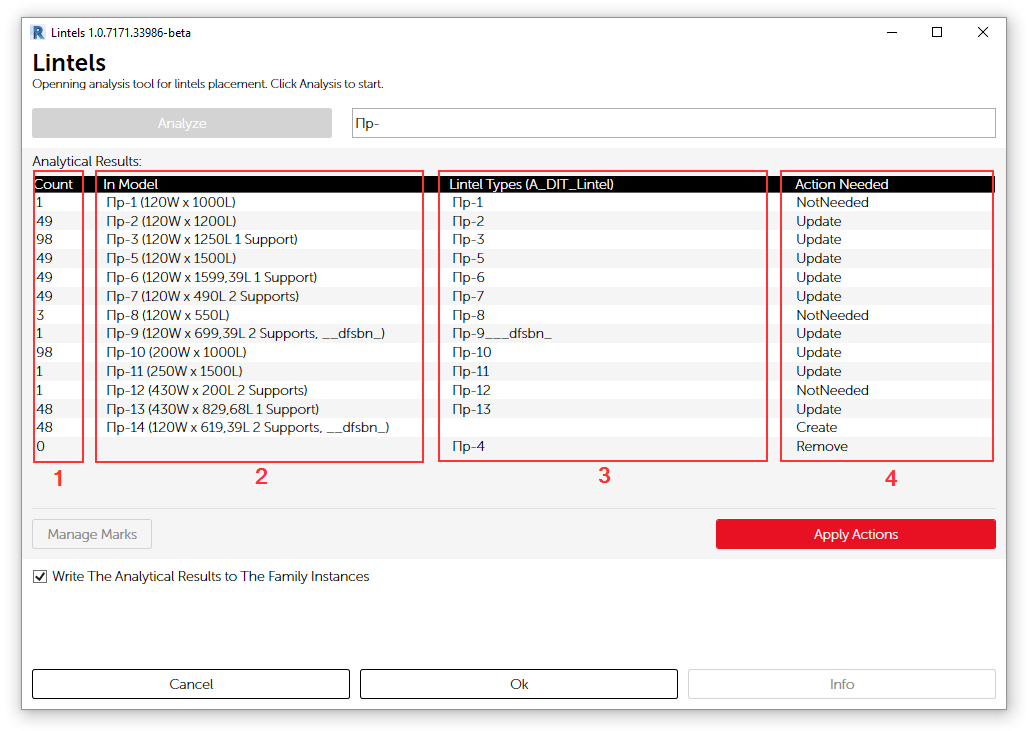 Lintels 1.0.7171.33986-beta
Lintels
Openning analysis tool for lintels placement. Click Analysis to start.
Analyze Пр-
Analytical Results:
Count In Model Lintel Types (A_DIT_Lintel) Action Needed
1 Пр-1 (120W x 1000L) Пр-1 NotNeeded
49 Пр-2 (120W x 1200L) Пр-2 Update
98 Пр-3 (120W x 1250L 1 Support) Пр-3 Update
49 Пр-5 (120W x 1500L) Пр-5 Update
49 Пр-6 (120W x 1599,39L 1 Support) Пр-6 Update
49 Пр-7 (120W x 490L 2 Supports) Пр-7 Update
3 Пр-8 (120W x 550L) Пр-8 NotNeeded
1 Пр-9 (120W x 699,39L 2 Supports, __dfsbn_) Пр-9___dfsbn_ Update
98 Пр-10 (200W x 1000L) Пр-10 Update
1 Пр-11 (250W x 1500L) Пр-11 Update
1 Пр-12 (430W x 200L 2 Supports) Пр-12 NotNeeded
48 Пр-13 (430W x 829,68L 1 Support) Пр-13 Update
48 Пр-14 (120W x 619,39L 2 Supports, __dfsbn_) Create
0 Пр-4 Remove
1 2 3 4
Manage Marks Apply Actions
Write The Analytical Results to The Family Instances
Cancel Ok Info